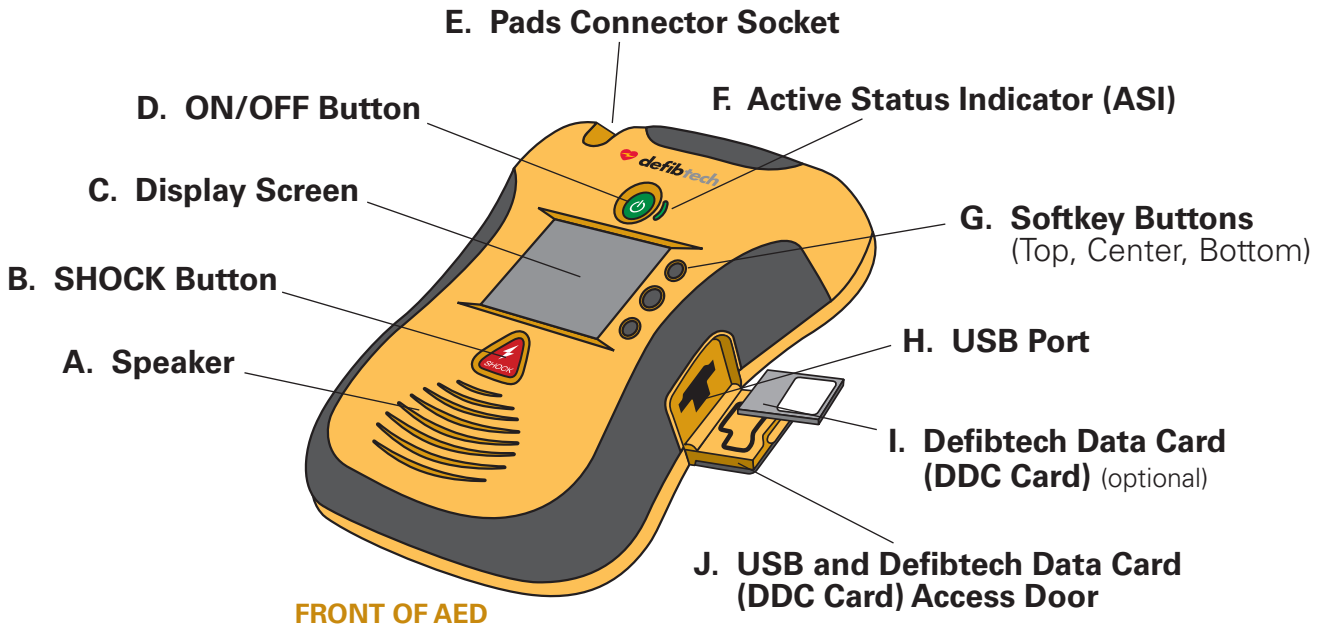 E. Pads Connector Socket
D. ON/OFF Button
F. Active Status Indicator (ASI)
defibtech
C. Display Screen
G. Softkey Buttons
(Top, Center, Bottom)
B. SHOCK Button
H. USB Port
A. Speaker
SHOCK
I. Defibtech Data Card
(DDC Card) (optional)
J. USB and Defibtech Data Card
(DDC Card) Access Door
FRONT OF AED